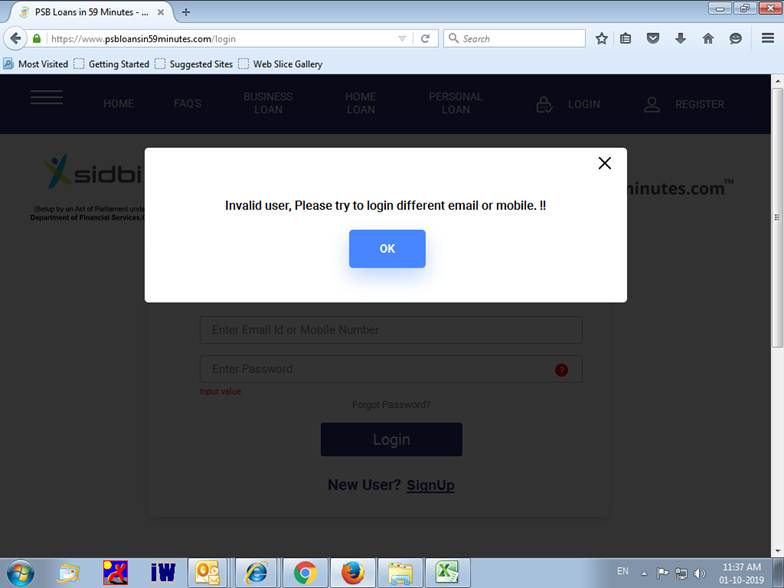 PSB Loans in 59 Minutes - ...
https://www.psbloansin59minutes.com/login
Search
Most Visited
Getting Started
Suggested Sites
Web Slice Gallery
HOME
FAQ'S
BUSINESS
LOAN
HOME
LOAN
PERSONAL
LOAN
LOGIN
REGISTER
sidbi
minutes.com™
(Setup by an Act of Parliament under
Department of Financial Services,
Invalid user, Please try to login different email or mobile. !!
OK
Enter Email Id or Mobile Number
Enter Password
?
Input value
Forgot Password?
Login
New User? SignUp
iW
EN
11:37 AM
01-10-2019